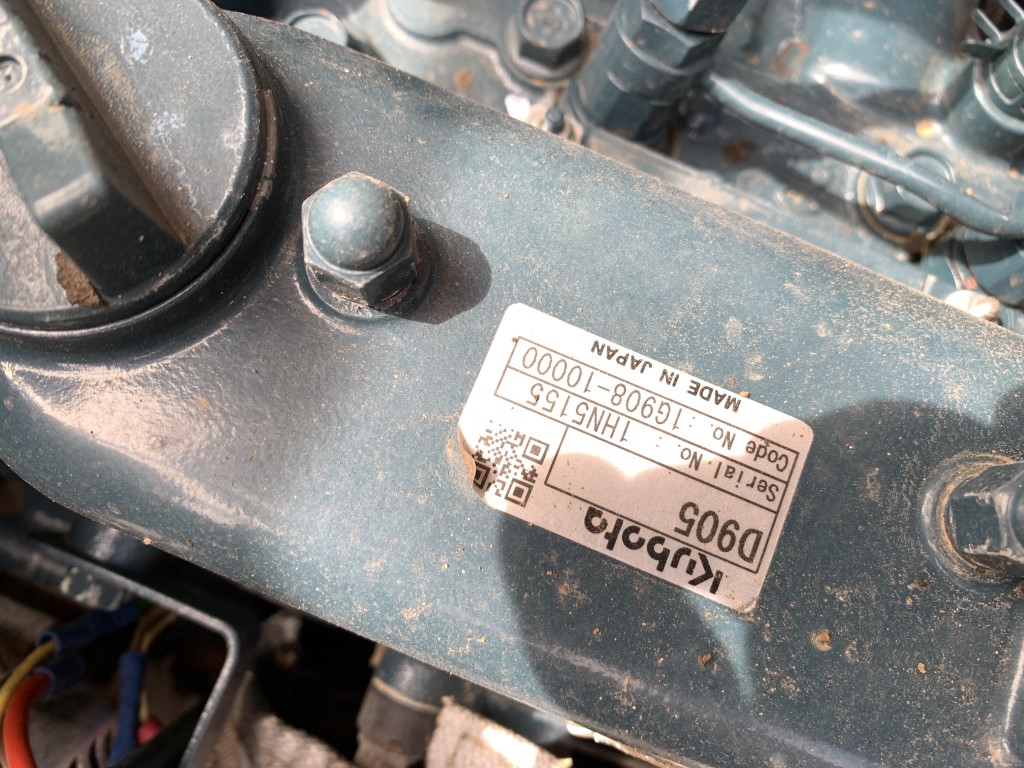 Kubota
D905
Serial No.: 1HN5155
Code No.: 1G908-10000
MADE IN JAPAN